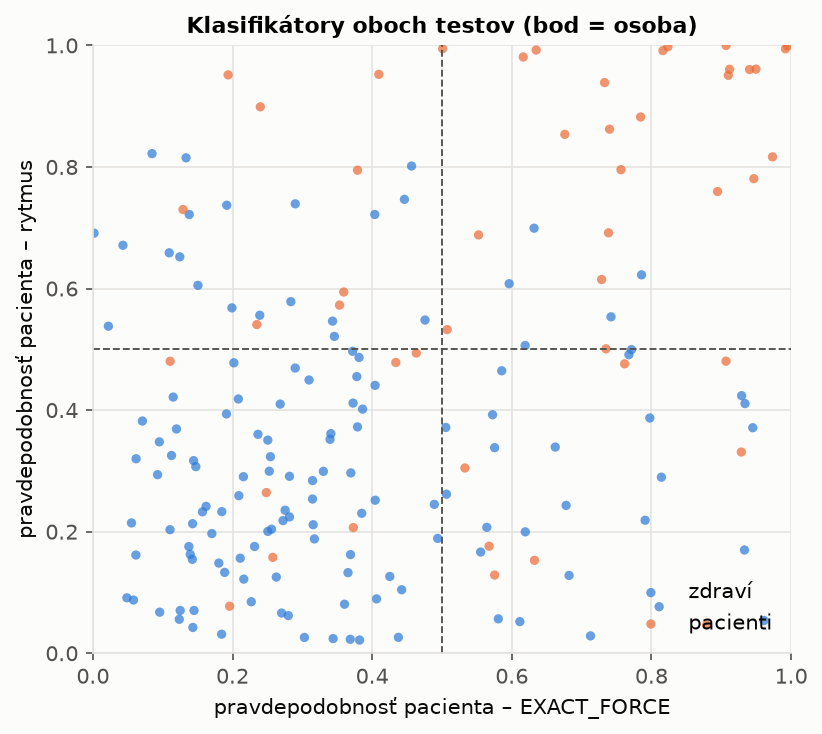 Klasifikátory oboch testov (bod = osoba)
pravdepodobnosť pacienta – rytmus
1.0
0.8
0.6
0.4
0.2
0.0
zdraví
pacienti
0.0 0.2 0.4 0.6 0.8 1.0
pravdepodobnosť pacienta – EXACT_FORCE